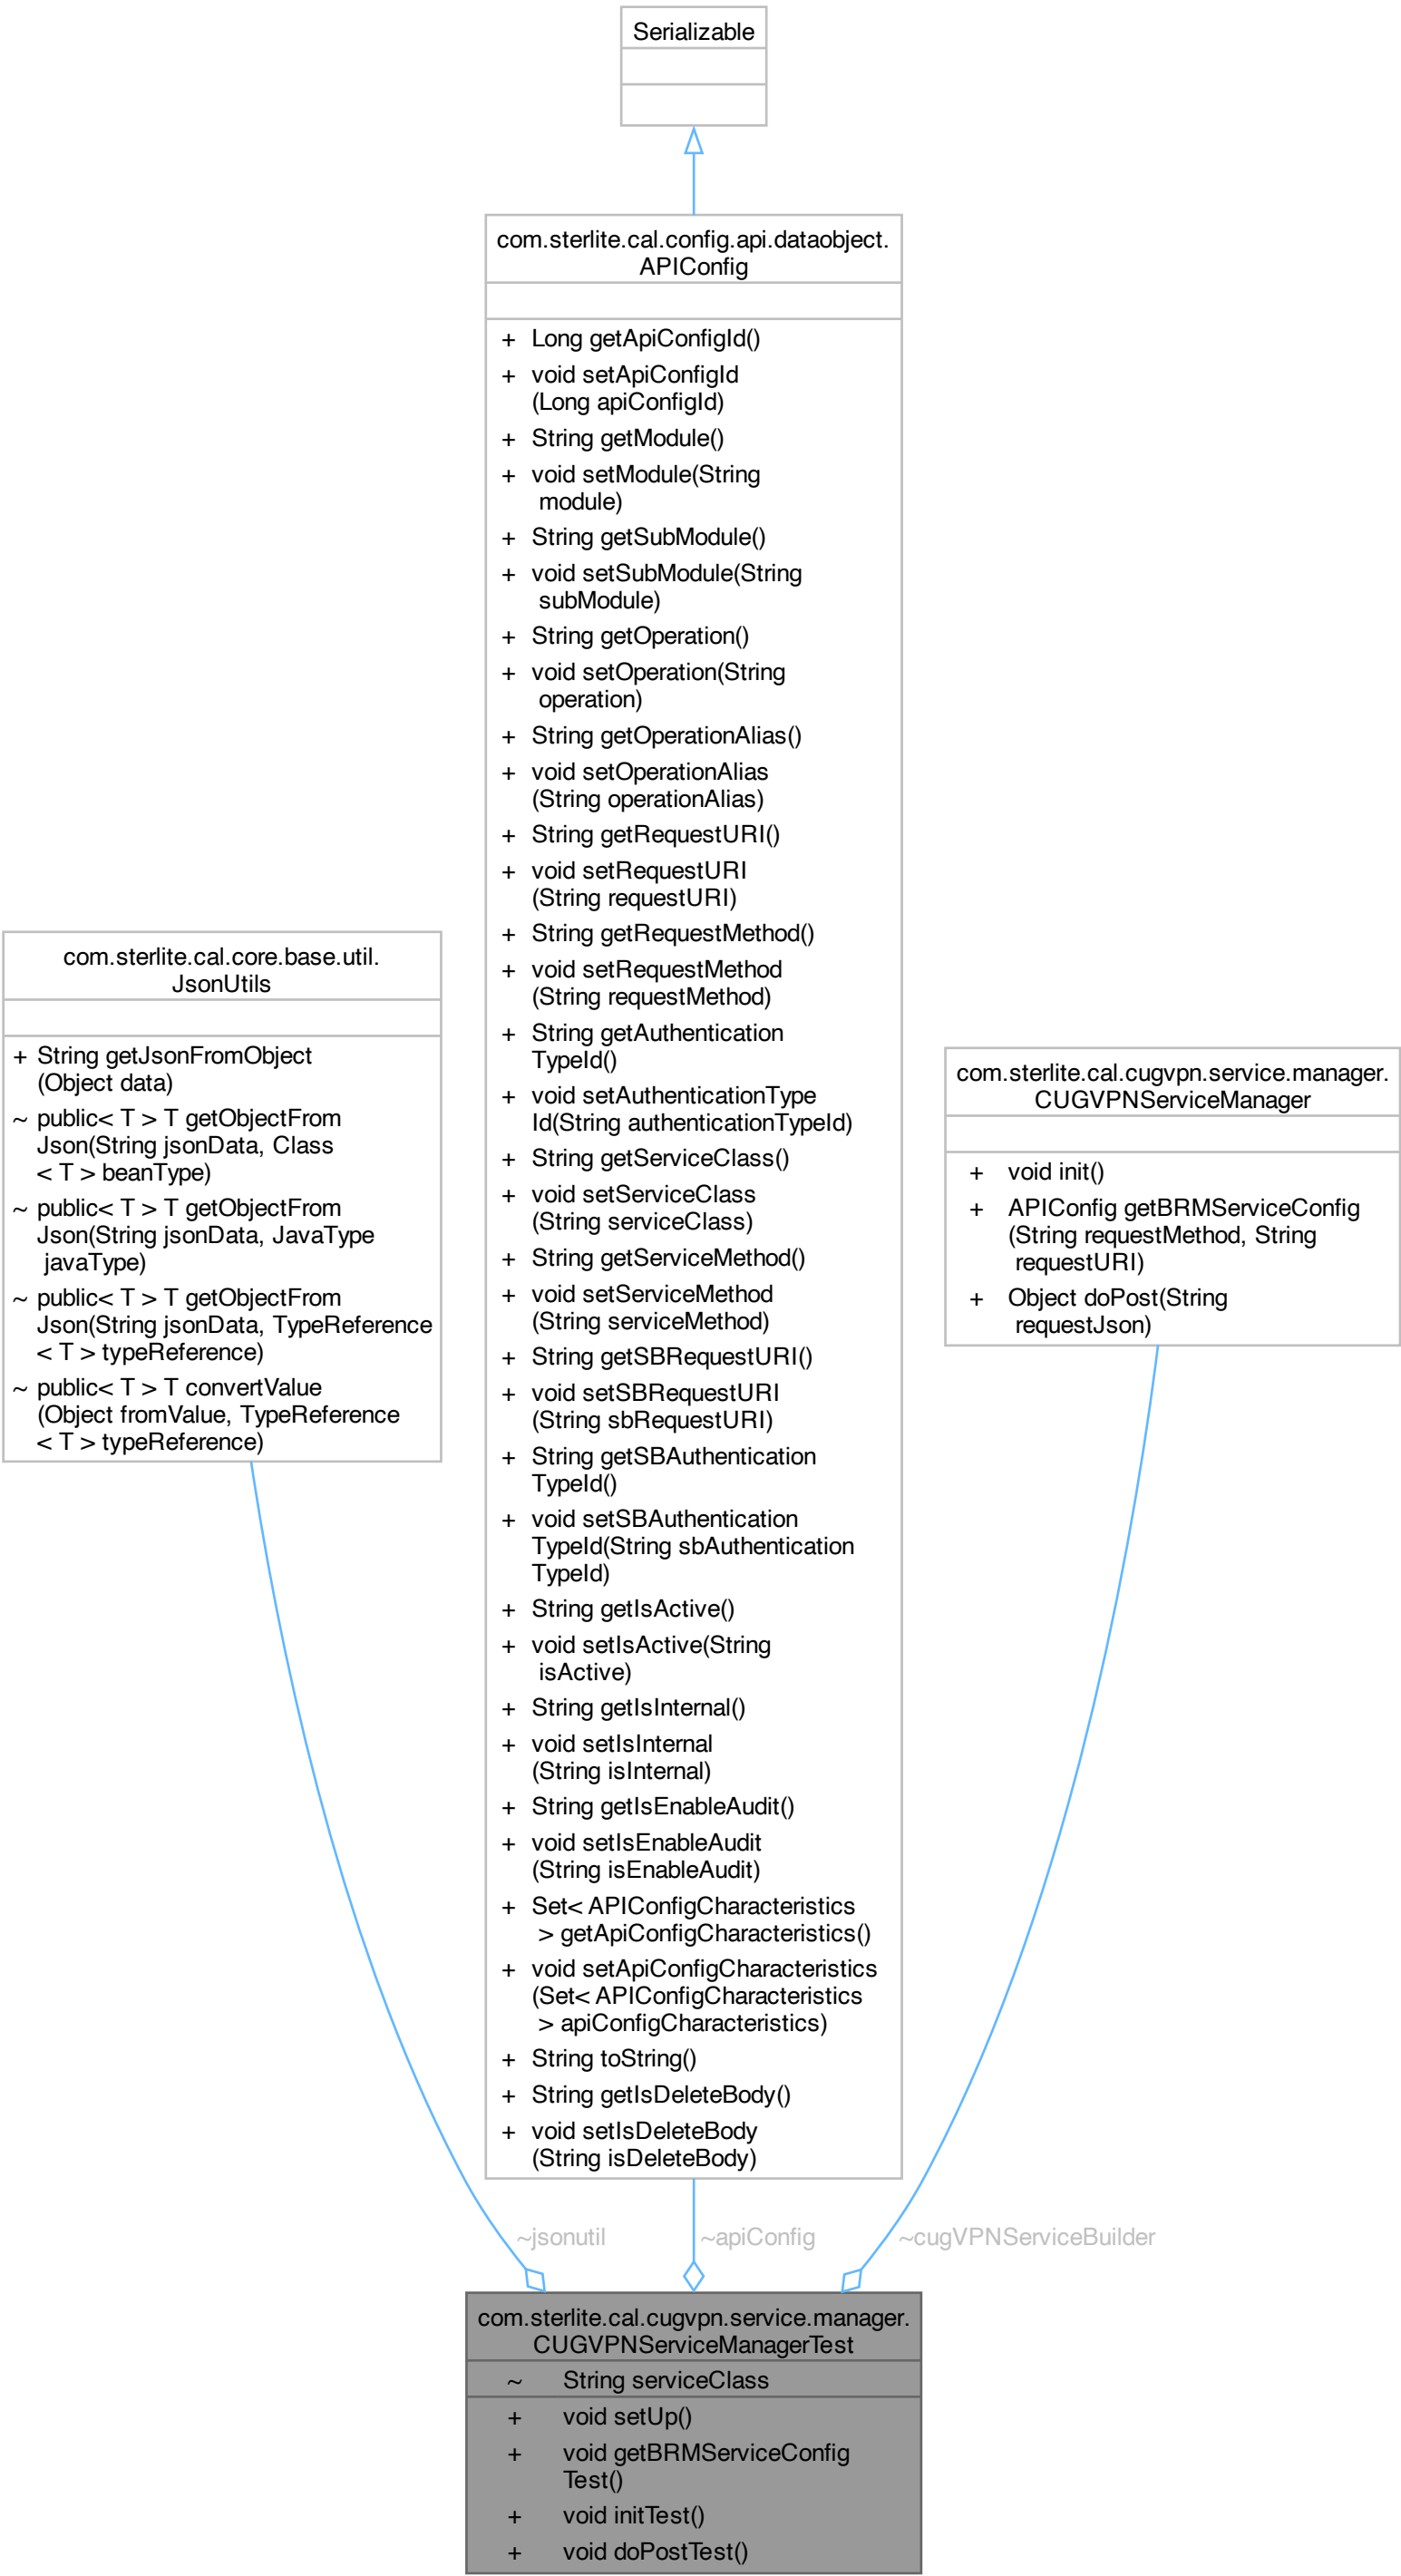 Serializable
com.sterlite.cal.config.api.dataobject.
APIConfig
+ Long getApiConfigId()
+ void setApiConfigId
(Long apiConfigId)
+ String getModule()
+ void setModule(String
module)
+ String getSubModule()
+ void setSubModule(String
subModule)
+ String getOperation()
+ void setOperation(String
operation)
+ String getOperationAlias()
+ void setOperationAlias
(String operationAlias)
+ String getRequestURI()
+ void setRequestURI
(String requestURI)
+ String getRequestMethod()
+ void setRequestMethod
(String requestMethod)
+ String getAuthentication
TypeId()
+ void setAuthenticationType
Id(String authenticationTypeId)
+ String getServiceClass()
+ void setServiceClass
(String serviceClass)
+ String getServiceMethod()
+ void setServiceMethod
(String serviceMethod)
+ String getSBRequestURI()
+ void setSBRequestURI
(String sbRequestURI)
+ String getSBAuthentication
TypeId()
+ void setSBAuthentication
TypeId(String sbAuthentication
TypeId)
+ String getIsActive()
+ void setIsActive(String
isActive)
+ String getIsInternal()
+ void setIsInternal
(String isInternal)
+ String getIsEnableAudit()
+ void setIsEnableAudit
(String isEnableAudit)
+ Set< APIConfigCharacteristics
> getApiConfigCharacteristics()
+ void setApiConfigCharacteristics
(Set< APIConfigCharacteristics
> apiConfigCharacteristics)
+ String toString()
+ String getIsDeleteBody()
+ void setIsDeleteBody
(String isDeleteBody)
com.sterlite.cal.core.base.util.
JsonUtils
+ String getJsonFromObject
(Object data)
~ public< T > T getObjectFrom
Json(String jsonData, Class
< T > beanType)
~ public< T > T getObjectFrom
Json(String jsonData, JavaType
javaType)
~ public< T > T getObjectFrom
Json(String jsonData, TypeReference
< T > typeReference)
~ public< T > T convertValue
(Object fromValue, TypeReference
< T > typeReference)
com.sterlite.cal.cugvpn.service.manager.
CUGVPNServiceManager
+ void init()
+ APIConfig getBRMServiceConfig
(String requestMethod, String
requestURI)
+ Object doPost(String
requestJson)
~jsonutil
~apiConfig
~cugVPNServiceBuilder
com.sterlite.cal.cugvpn.service.manager.
CUGVPNServiceManagerTest
~ String serviceClass
+ void setUp()
+ void getBRMServiceConfig
Test()
+ void initTest()
+ void doPostTest()